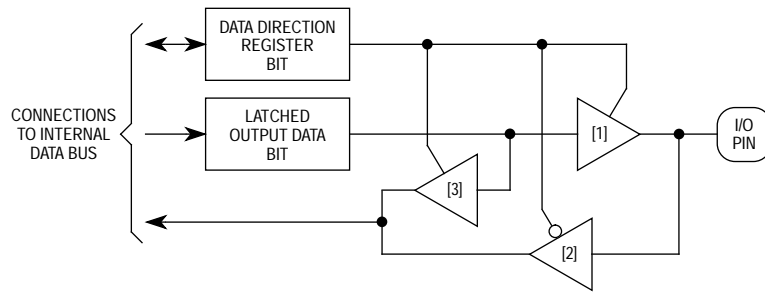 DATA DIRECTION
REGISTER
BIT
CONNECTIONS
TO INTERNAL
DATA BUS
LATCHED
OUTPUT DATA
BIT
[1]
I/O
PIN
[3]
[2]